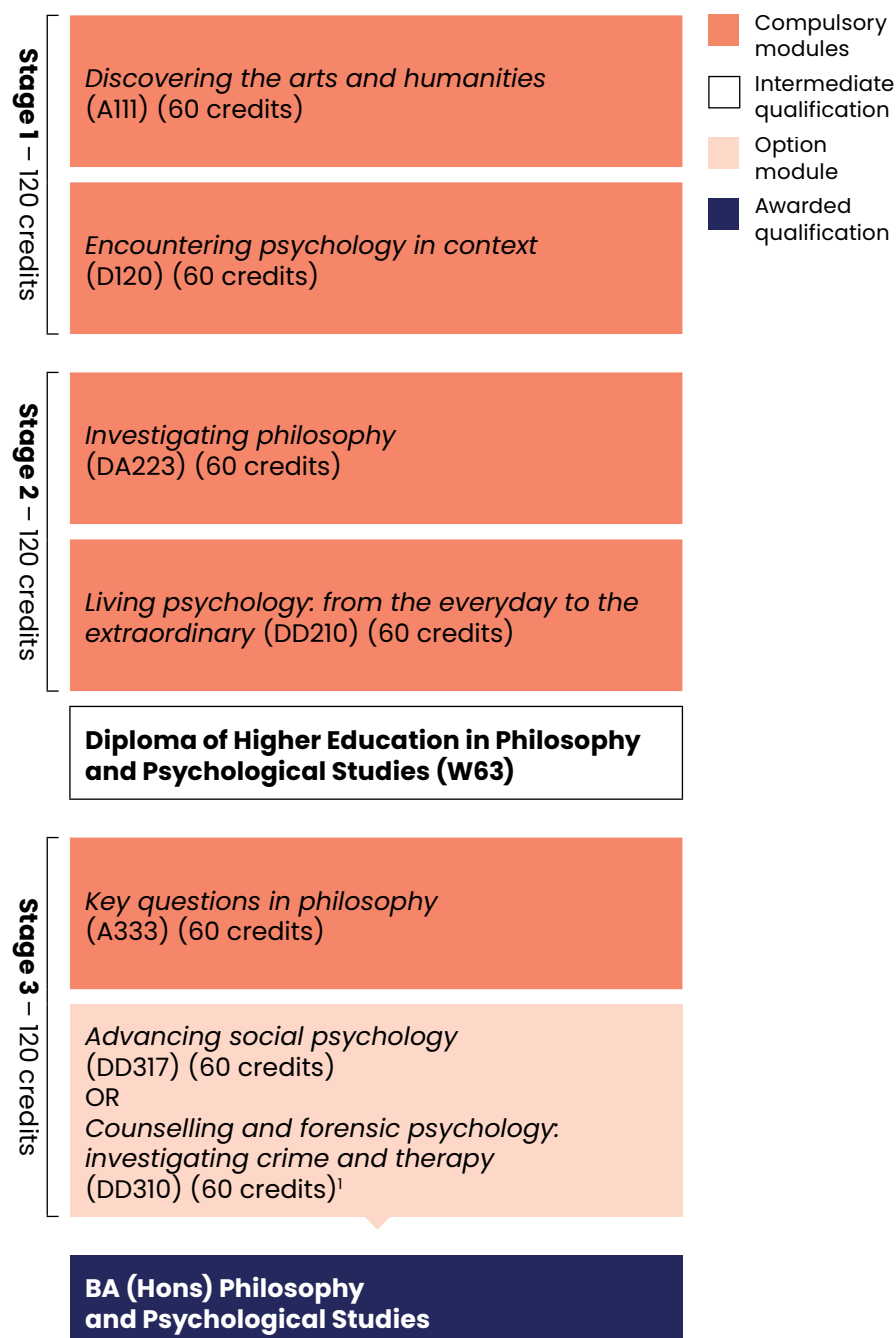 Stage 1 – 120 credits
Discovering the arts and humanities
(A111) (60 credits)
Encountering psychology in context
(D120) (60 credits)
Compulsory
modules
Intermediate
qualification
Option
module
Awarded
qualification
Stage 2 – 120 credits
Investigating philosophy
(DA223) (60 credits)
Living psychology: from the everyday to the
extraordinary (DD210) (60 credits)
Diploma of Higher Education in Philosophy
and Psychological Studies (W63)
Stage 3 – 120 credits
Key questions in philosophy
(A333) (60 credits)
Advancing social psychology
(DD317) (60 credits)
OR
Counselling and forensic psychology:
investigating crime and therapy
(DD310) (60 credits)¹
BA (Hons) Philosophy
and Psychological Studies